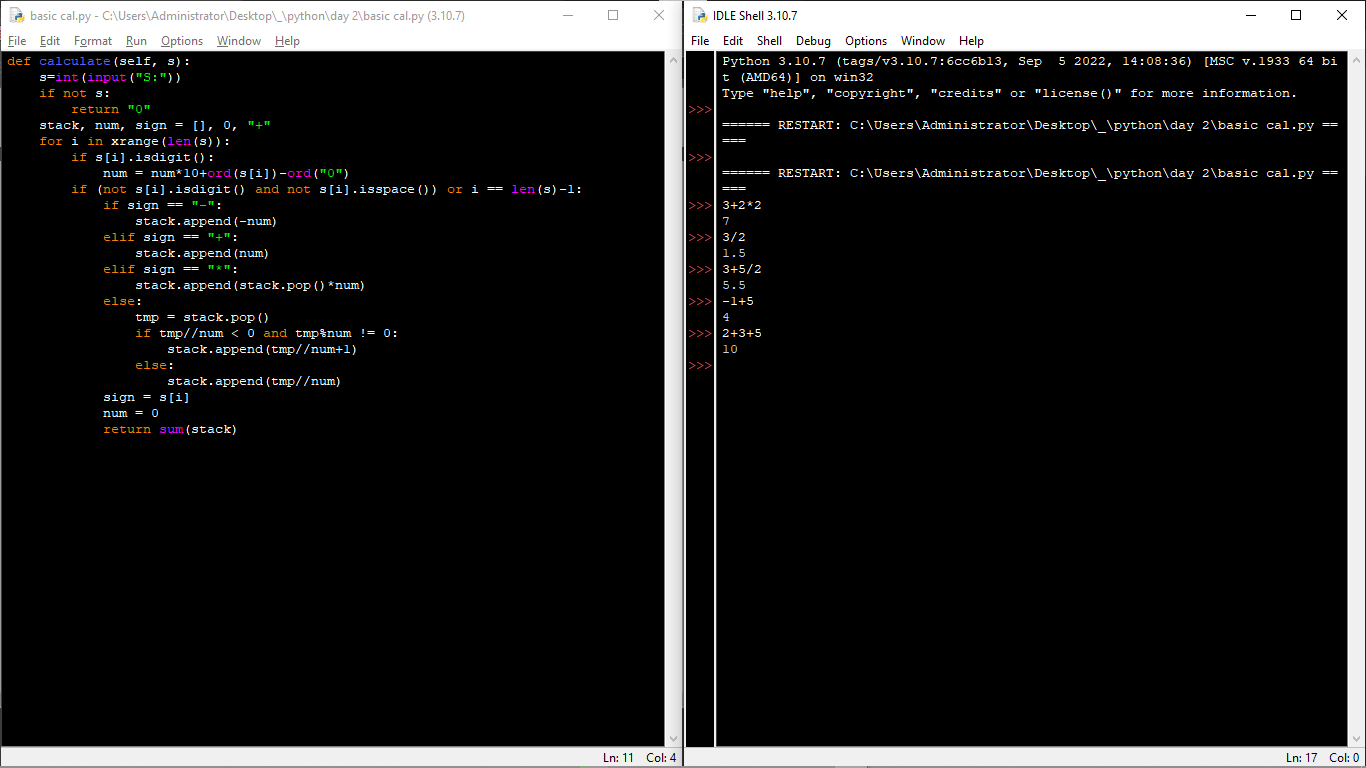 basic cal.py - C:\Users\Administrator\Desktop\_\python\day 2\basic cal.py (3.10.7)
File Edit Format Run Options Window Help
def calculate(self, s):
    s=int(input("S:"))
    if not s:
        return "0"
    stack, num, sign = [], 0, "+"
    for i in xrange(len(s)):
        if s[i].isdigit():
            num = num*10+ord(s[i])-ord("0")
        if (not s[i].isdigit() and not s[i].isspace()) or i == len(s)-1:
            if sign == "-":
                stack.append(-num)
            elif sign == "+":
                stack.append(num)
            elif sign == "*":
                stack.append(stack.pop()*num)
            else:
                tmp = stack.pop()
                if tmp//num < 0 and tmp%num != 0:
                    stack.append(tmp//num+1)
                else:
                    stack.append(tmp//num)
            sign = s[i]
            num = 0
            return sum(stack)
Ln: 11 Col: 4
IDLE Shell 3.10.7
File Edit Shell Debug Options Window Help
Python 3.10.7 (tags/v3.10.7:6cc6b13, Sep  5 2022, 14:08:36) [MSC v.1933 64 bi
t (AMD64)] on win32
Type "help", "copyright", "credits" or "license()" for more information.
>>>
====== RESTART: C:\Users\Administrator\Desktop\_\python\day 2\basic cal.py ==
====
>>>
====== RESTART: C:\Users\Administrator\Desktop\_\python\day 2\basic cal.py ==
====
>>> 3+2*2
7
>>> 3/2
1.5
>>> 3+5/2
5.5
>>> -1+5
4
>>> 2+3+5
10
>>>
Ln: 17 Col: 0